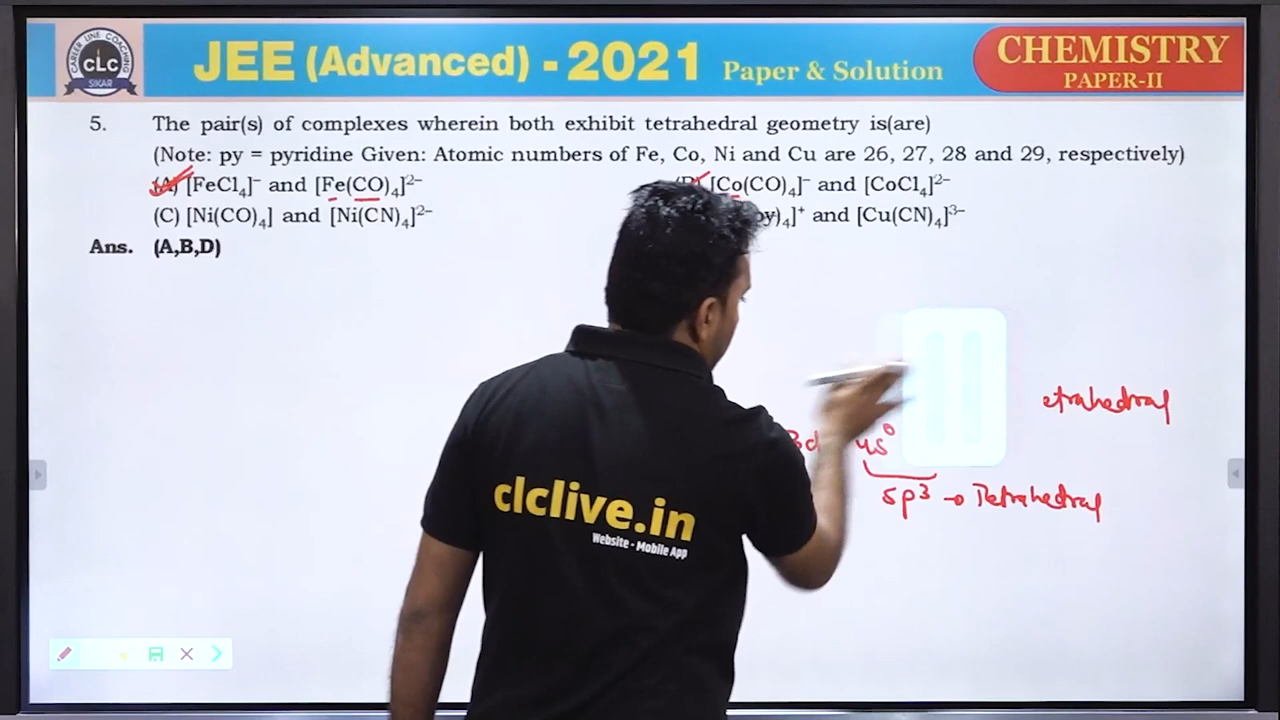 CAREER LINE COACHING
CLC
SIKAR
JEE (Advanced) - 2021 Paper & Solution
CHEMISTRY
PAPER-II
5. The pair(s) of complexes wherein both exhibit tetrahedral geometry is(are)
(Note: py = pyridine Given: Atomic numbers of Fe, Co, Ni and Cu are 26, 27, 28 and 29, respectively)
(A) [FeCl₄]⁻ and [Fe(CO)₄]²⁻
[Co(CO)₄]⁻ and [CoCl₄]²⁻
(C) [Ni(CO)₄] and [Ni(CN)₄]²⁻
py)₄]⁺ and [Cu(CN)₄]³⁻
Ans. (A,B,D)
etrahedral
3d 4s⁰
sp³ → Tetrahedral
clclive.in
Website - Mobile App